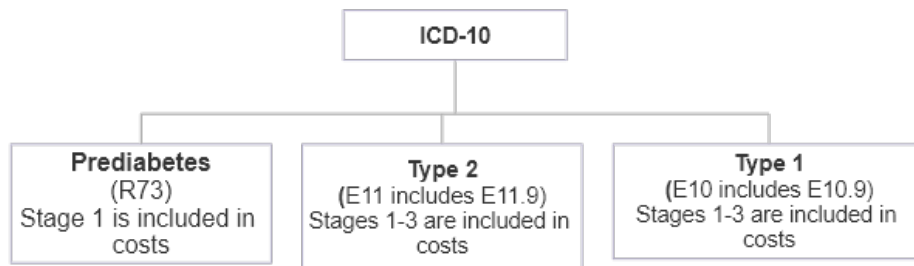 ICD-10
Prediabetes
(R73)
Stage 1 is included in
costs
Type 2
(E11 includes E11.9)
Stages 1-3 are included in
costs
Type 1
(E10 includes E10.9)
Stages 1-3 are included in
costs